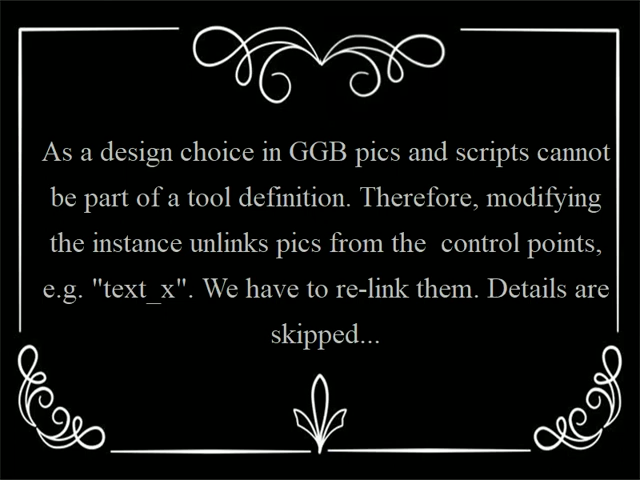 As a design choice in GGB pics and scripts cannot
be part of a tool definition. Therefore, modifying
the instance unlinks pics from the  control points,
e.g. "text_x". We have to re-link them. Details are
skipped...